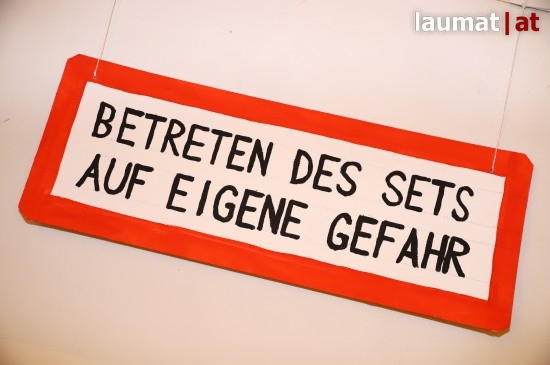 laumat|at
BETRETEN DES SETS
AUF EIGENE GEFAHR